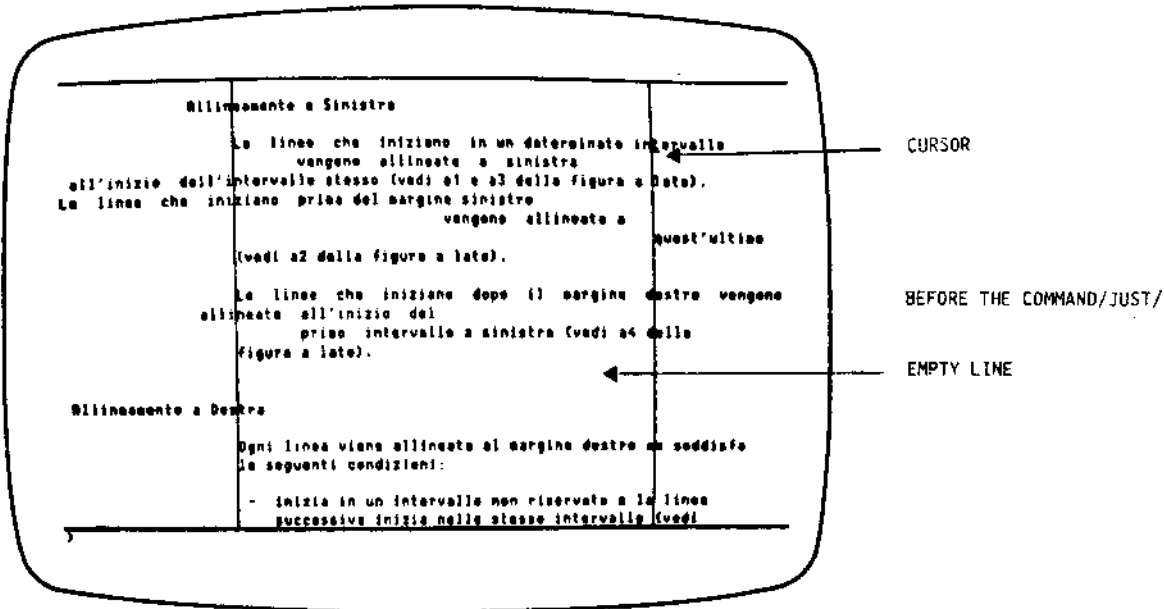 Allineamento a Sinistra
Le linee che iniziano in un determinato intervallo
vengono allineate a sinistra
all'inizio dell'intervallo stesso (vedi a1 e a3 della figura a lato).
Le linee che iniziano prima del margine sinistro
vengono allineate a
quest'ultimo
(vedi a2 della figura a lato).
Le linee che iniziano dopo il margine destro vengono
allineate all'inizio del
primo intervallo a sinistra (vedi a4 della
figura a lato).
Allineamento a Destra
Ogni linea viene allineata al margine destro se soddisfa
le seguenti condizioni:
- inizia in un intervallo non riservato e la linea
successiva inizia nello stesso intervallo (vedi
>
CURSOR
BEFORE THE COMMAND/JUST/
EMPTY LINE